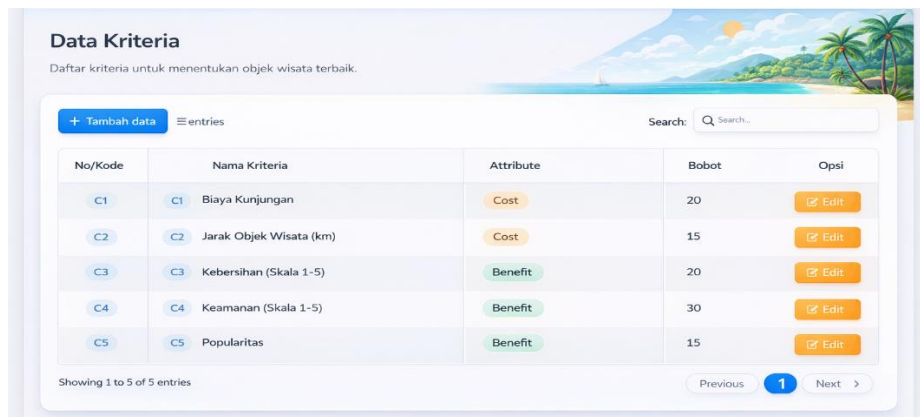 Data Kriteria
Daftar kriteria untuk menentukan objek wisata terbaik.
+ Tambah data entries Search: Search...
No/Kode Nama Kriteria Attribute Bobot Opsi
C1 C1 Biaya Kunjungan Cost 20 Edit
C2 C2 Jarak Objek Wisata (km) Cost 15 Edit
C3 C3 Kebersihan (Skala 1-5) Benefit 20 Edit
C4 C4 Keamanan (Skala 1-5) Benefit 30 Edit
C5 C5 Popularitas Benefit 15 Edit
Showing 1 to 5 of 5 entries Previous 1 Next >